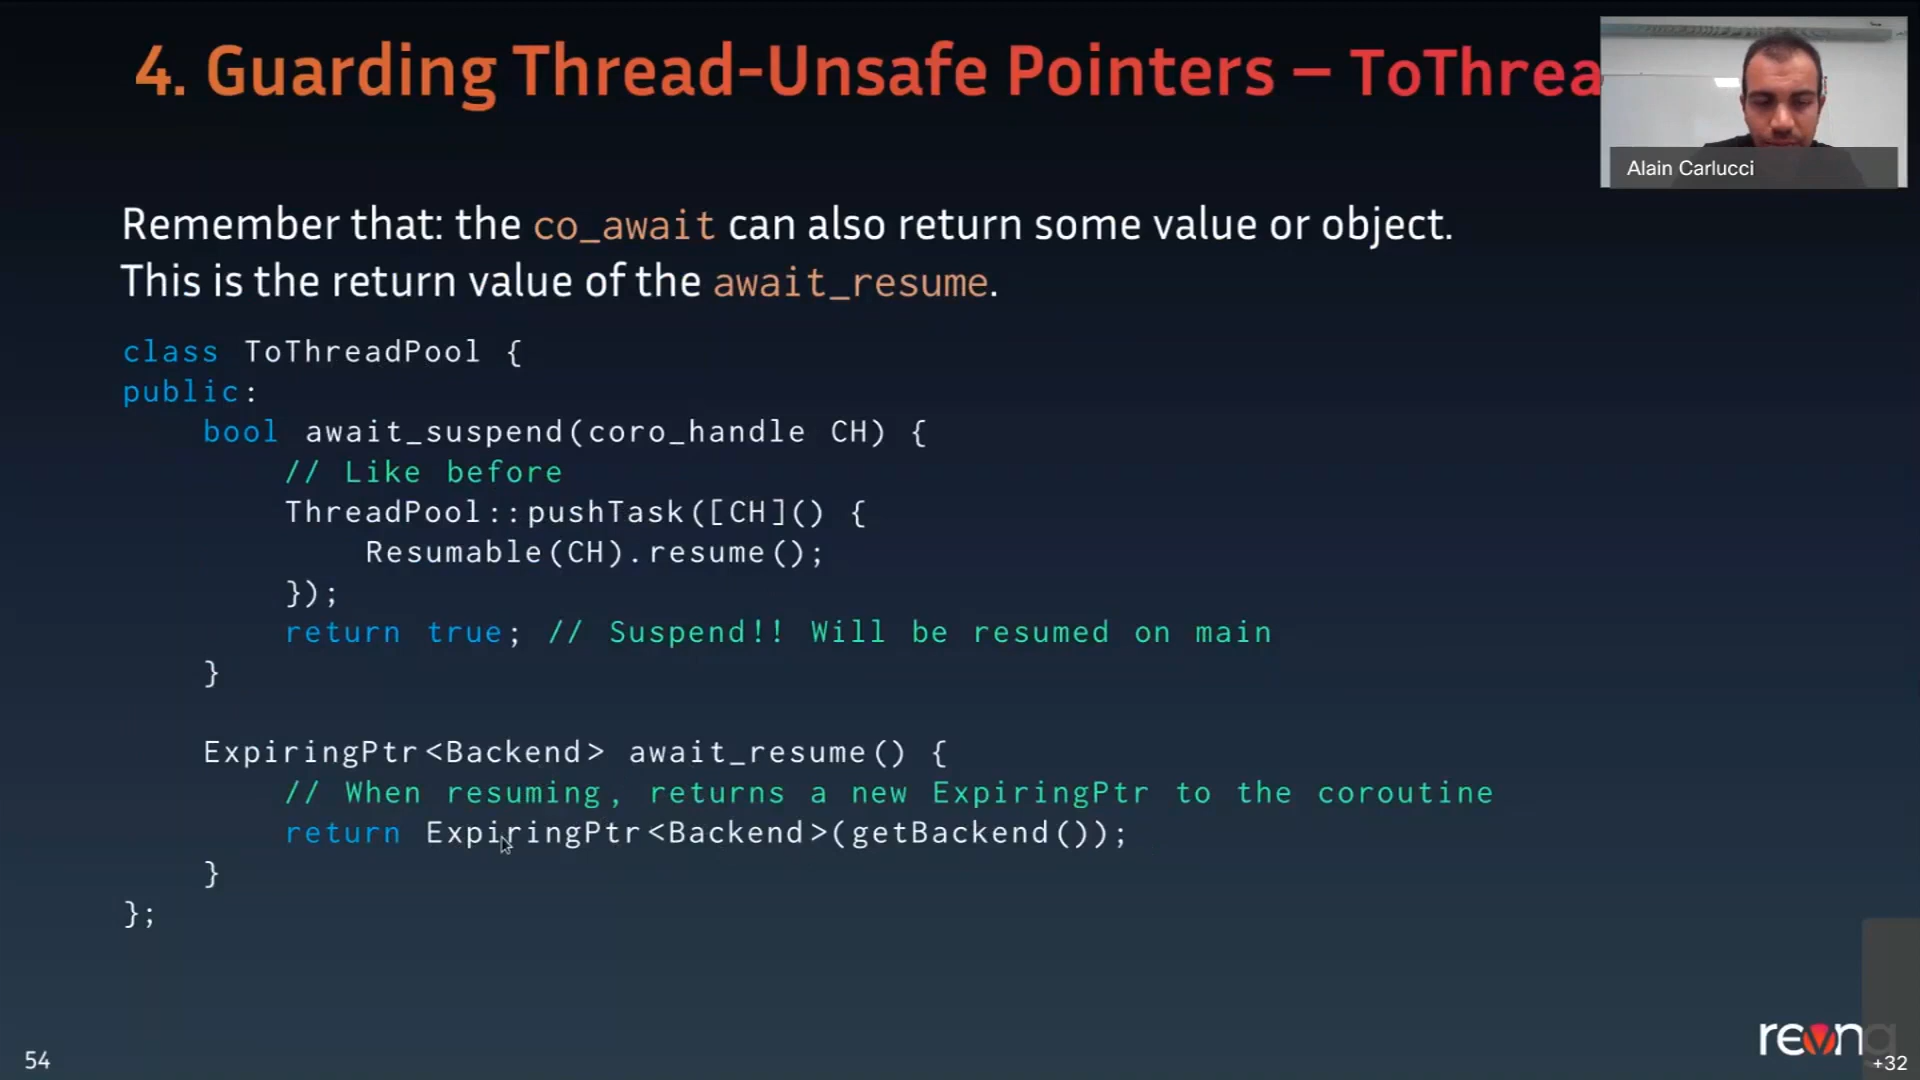 4. Guarding Thread-Unsafe Pointers – ToThrea
Alain Carlucci
Remember that: the co_await can also return some value or object.
This is the return value of the await_resume.
class ToThreadPool {
public:
    bool await_suspend(coro_handle CH) {
        // Like before
        ThreadPool::pushTask([CH]() {
            Resumable(CH).resume();
        });
        return true; // Suspend!! Will be resumed on main
    }

    ExpiringPtr<Backend> await_resume() {
        // When resuming, returns a new ExpiringPtr to the coroutine
        return ExpiringPtr<Backend>(getBackend());
    }
};
54
revng
+32